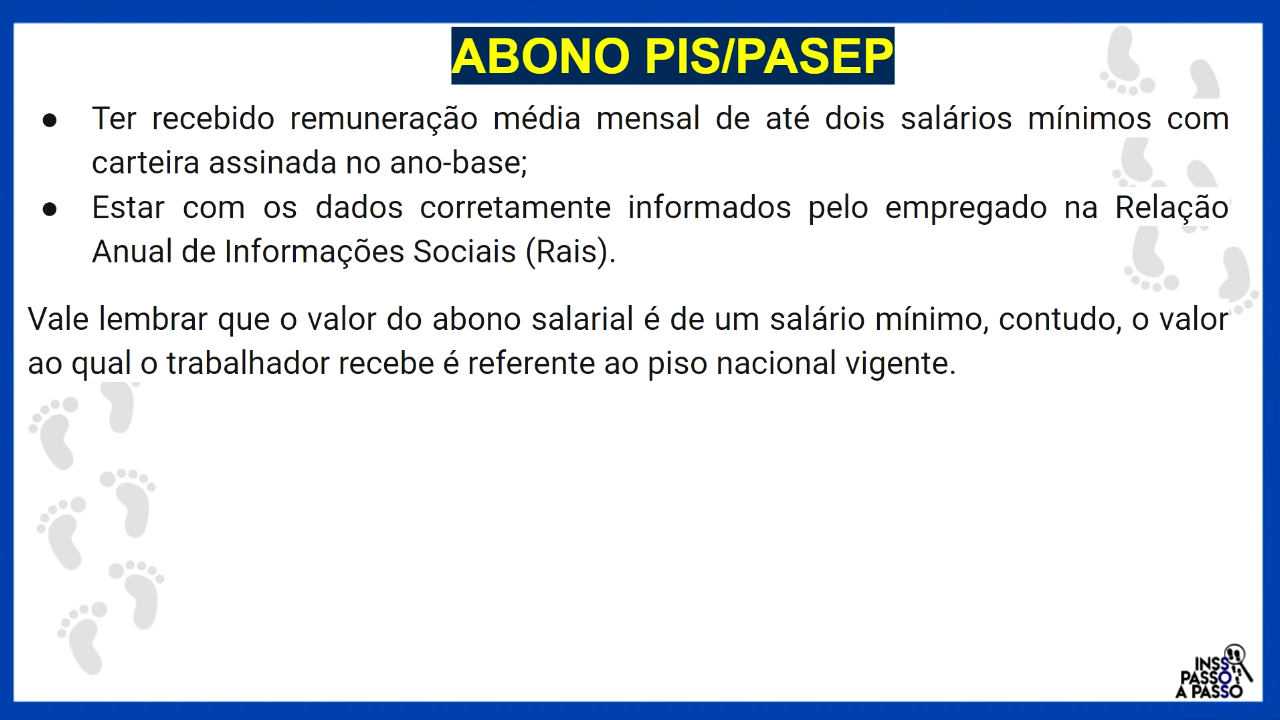 ABONO PIS/PASEP
● Ter recebido remuneração média mensal de até dois salários mínimos com
carteira assinada no ano-base;
● Estar com os dados corretamente informados pelo empregado na Relação
Anual de Informações Sociais (Rais).
Vale lembrar que o valor do abono salarial é de um salário mínimo, contudo, o valor
ao qual o trabalhador recebe é referente ao piso nacional vigente.
INSS
PASSO
A PASSO